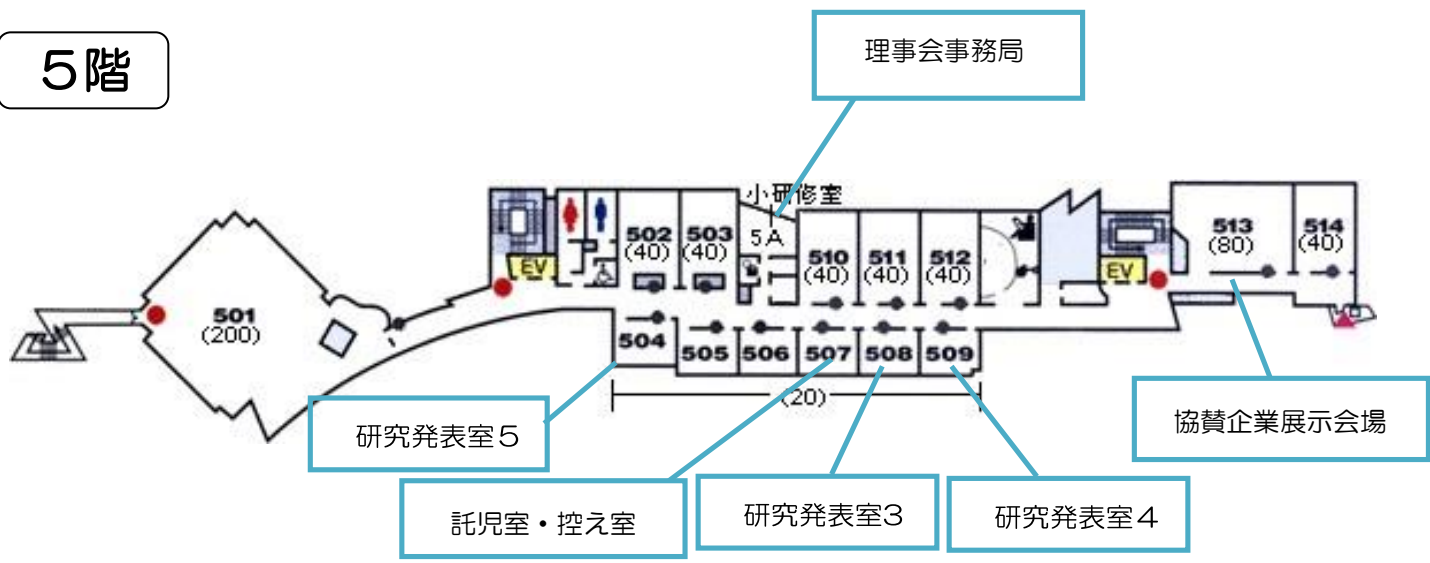 5階
理事会事務局
小研修室
5A
502
(40)
503
(40)
510
(40)
511
(40)
512
(40)
513
(80)
514
(40)
EV
EV
501
(200)
504
505
506
507
508
509
(20)
研究発表室5
託児室・控え室
研究発表室3
研究発表室4
協賛企業展示会場